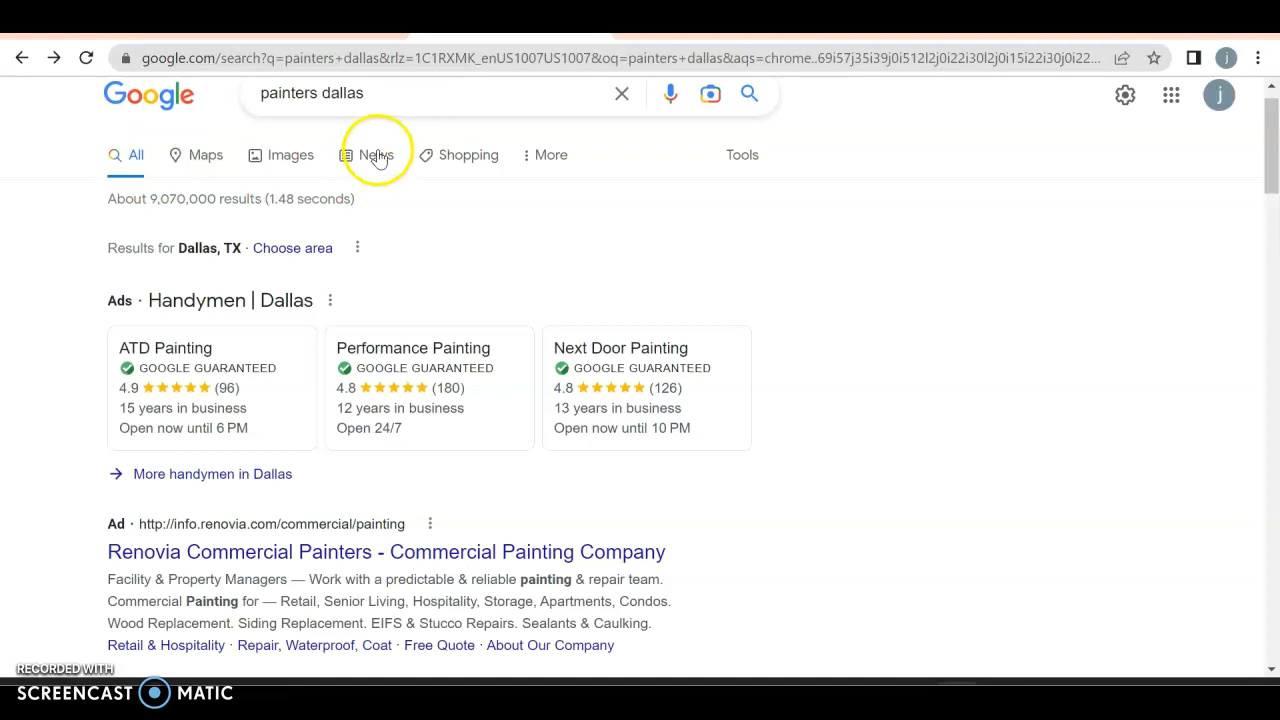 google.com/search?q=painters+dallas&rlz=1C1RXMK_enUS1007US1007&oq=painters+dallas&aqs=chrome..69i57j35i39j0i512l2j0i22i30l2j0i15i22i30j0i22...
j
Google
painters dallas
j
All
Maps
Images
News
Shopping
More
Tools
About 9,070,000 results (1.48 seconds)
Results for Dallas, TX · Choose area
Ads · Handymen | Dallas
ATD Painting
GOOGLE GUARANTEED
4.9 (96)
15 years in business
Open now until 6 PM
Performance Painting
GOOGLE GUARANTEED
4.8 (180)
12 years in business
Open 24/7
Next Door Painting
GOOGLE GUARANTEED
4.8 (126)
13 years in business
Open now until 10 PM
More handymen in Dallas
Ad · http://info.renovia.com/commercial/painting
Renovia Commercial Painters - Commercial Painting Company
Facility & Property Managers — Work with a predictable & reliable painting & repair team.
Commercial Painting for — Retail, Senior Living, Hospitality, Storage, Apartments, Condos.
Wood Replacement. Siding Replacement. EIFS & Stucco Repairs. Sealants & Caulking.
Retail & Hospitality · Repair, Waterproof, Coat · Free Quote · About Our Company
RECORDED WITH
SCREENCAST MATIC